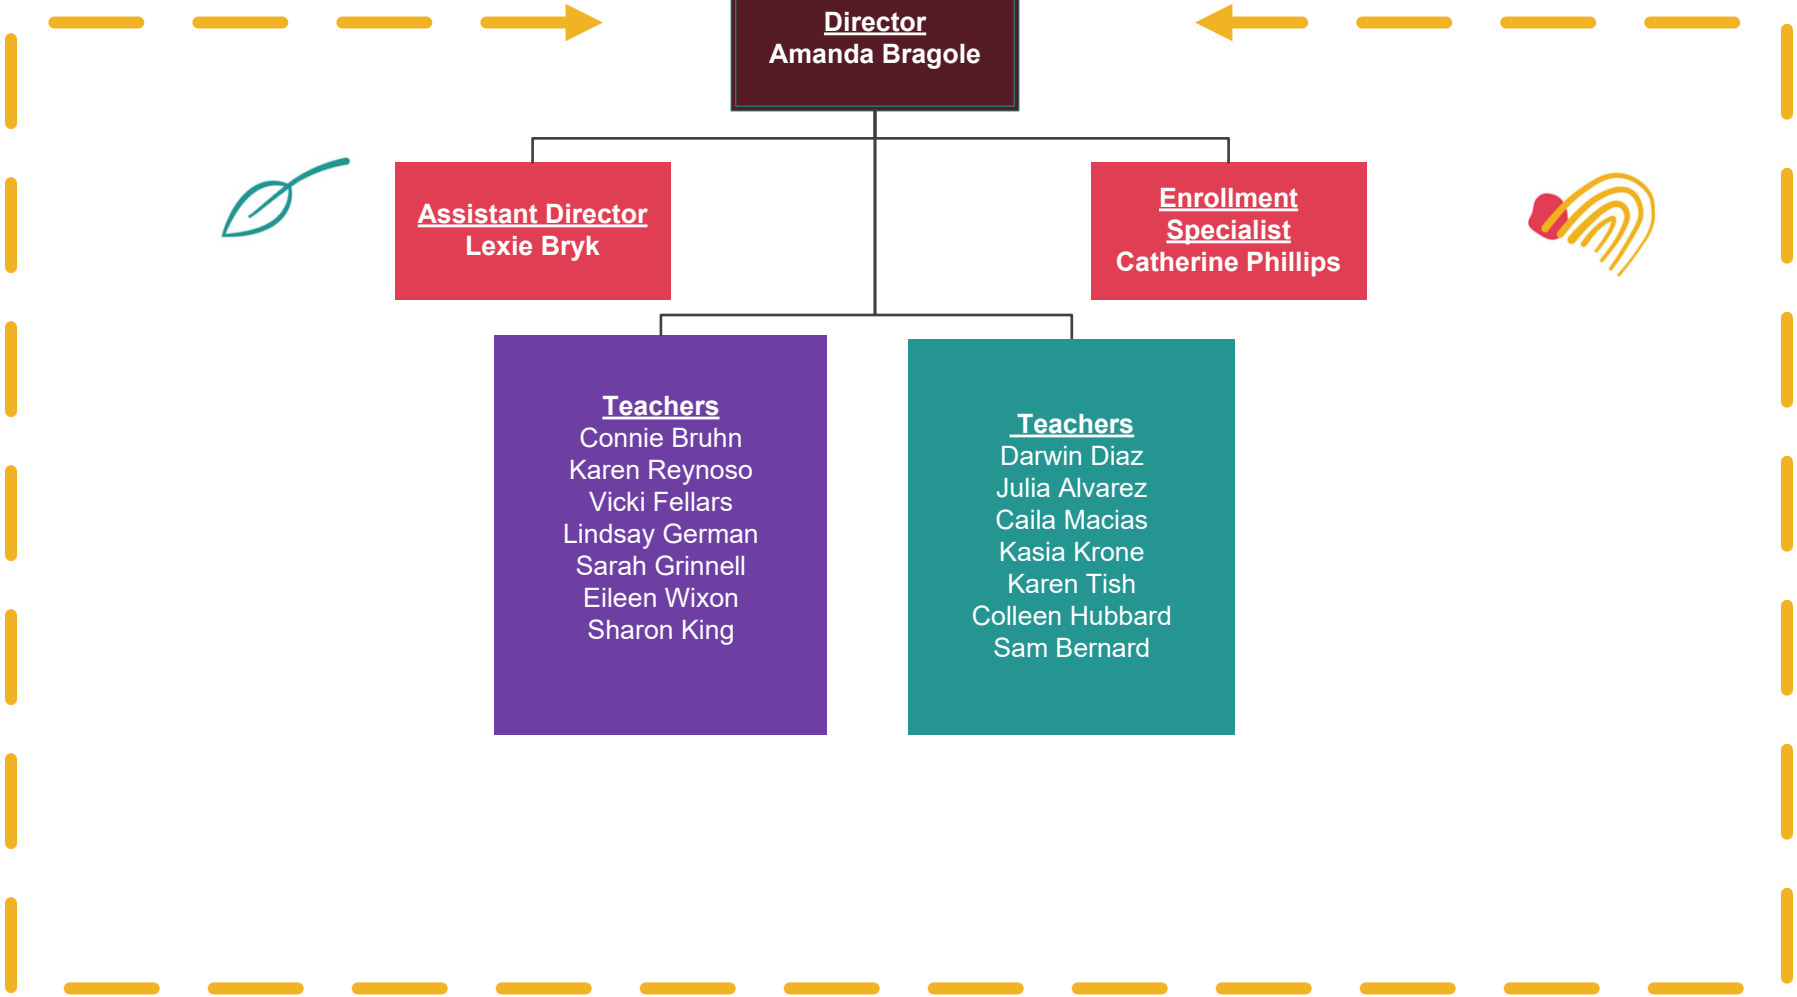 Director
Amanda Bragole
Assistant Director
Lexie Bryk
Enrollment
Specialist
Catherine Phillips
Teachers
Connie Bruhn
Karen Reynoso
Vicki Fellars
Lindsay German
Sarah Grinnell
Eileen Wixon
Sharon King
Teachers
Darwin Diaz
Julia Alvarez
Caila Macias
Kasia Krone
Karen Tish
Colleen Hubbard
Sam Bernard